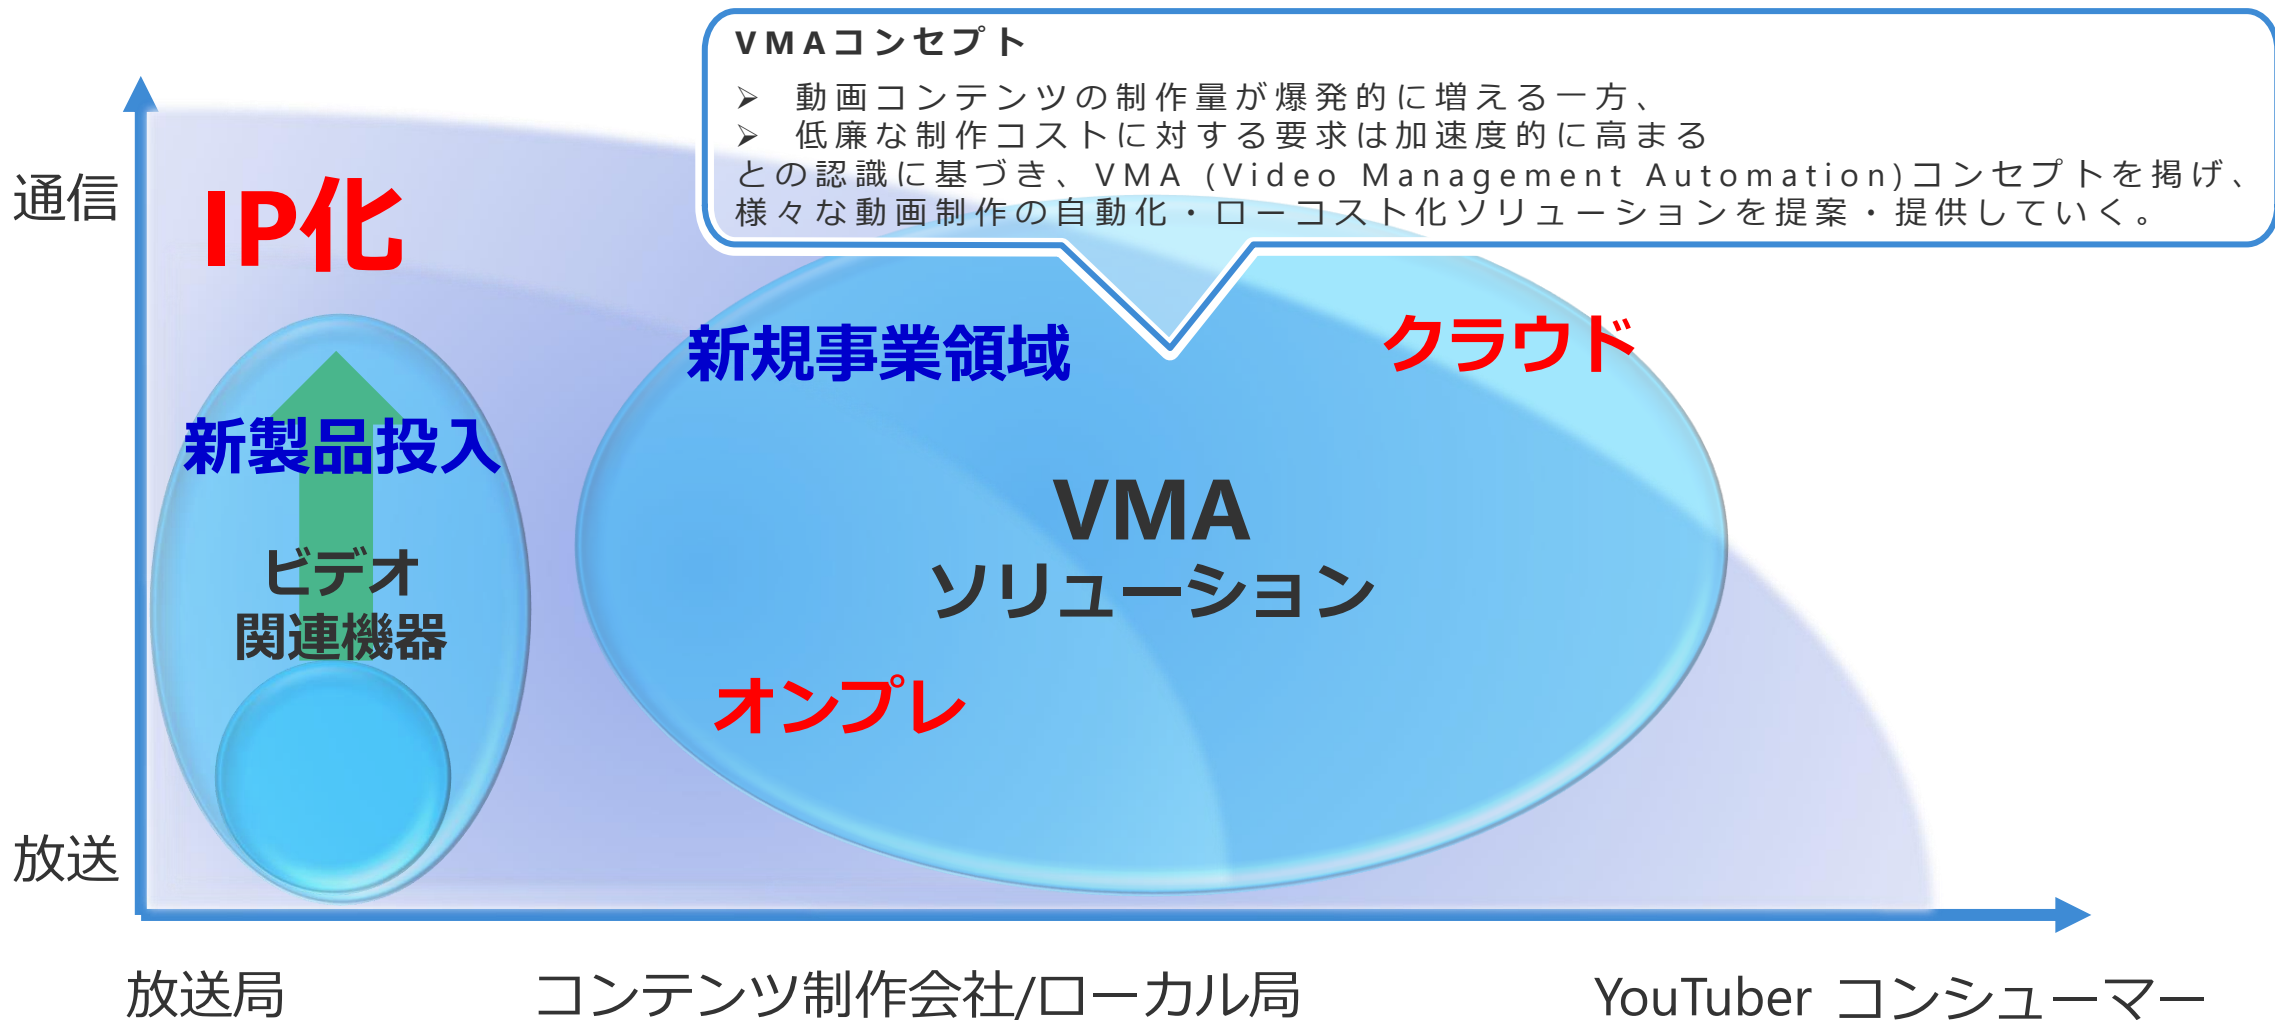 VMAコンセプト
➢ 動画コンテンツの制作量が爆発的に増える一方、
➢ 低廉な制作コストに対する要求は加速度的に高まる
との認識に基づき、VMA (Video Management Automation)コンセプトを掲げ、
様々な動画制作の自動化・ローコスト化ソリューションを提案・提供していく。
通信
IP化
新規事業領域
クラウド
新製品投入
VMA
ソリューション
ビデオ
関連機器
オンプレ
放送
放送局
コンテンツ制作会社/ローカル局
YouTuber コンシューマー